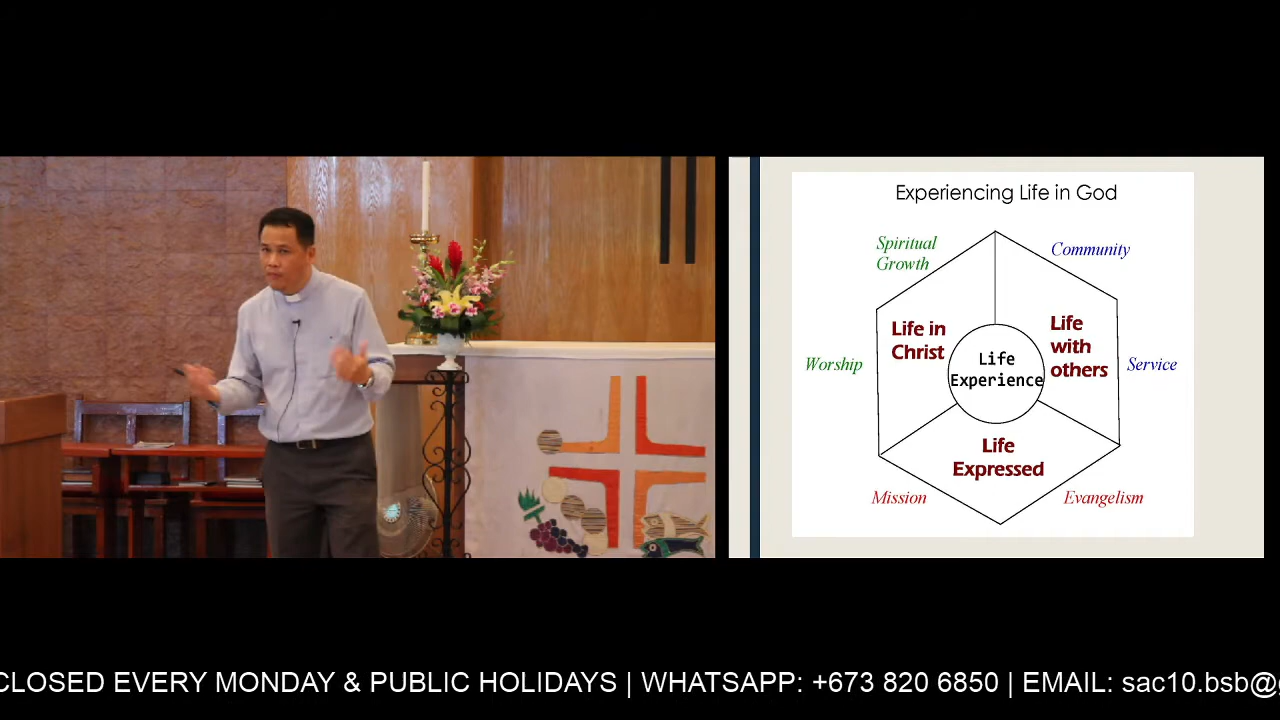 Experiencing Life in God
Spiritual
Growth
Community
Life in
Christ
Life
with
others
Worship
Life
Experience
Service
Life
Expressed
Mission
Evangelism
CLOSED EVERY MONDAY & PUBLIC HOLIDAYS | WHATSAPP: +673 820 6850 | EMAIL: sac10.bsb@